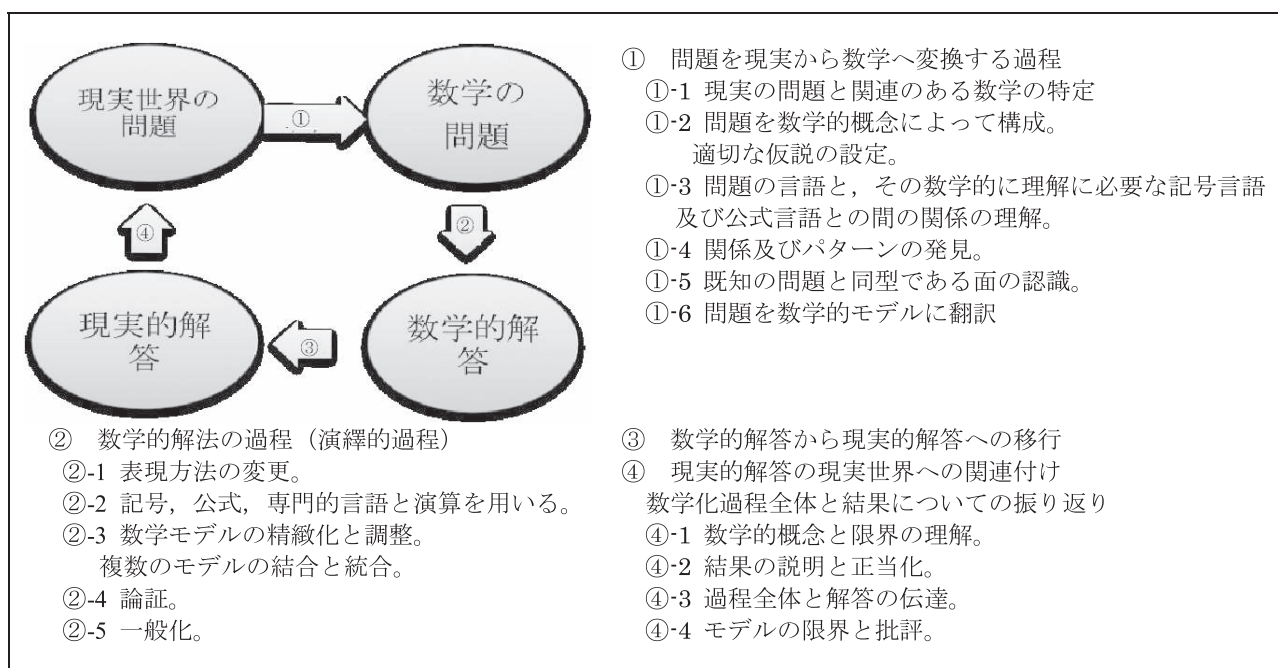 現実世界の
問題
①
数学の
問題
②
数学的解
答
③
現実的解
答
④
① 問題を現実から数学へ変換する過程
①-1 現実の問題と関連のある数学の特定
①-2 問題を数学的概念によって構成。
適切な仮説の設定。
①-3 問題の言語と，その数学的に理解に必要な記号言語
及び公式言語との間の関係の理解。
①-4 関係及びパターンの発見。
①-5 既知の問題と同型である面の認識。
①-6 問題を数学的モデルに翻訳
② 数学的解法の過程（演繹的過程）
②-1 表現方法の変更。
②-2 記号，公式，専門的言語と演算を用いる。
②-3 数学モデルの精緻化と調整。
複数のモデルの結合と統合。
②-4 論証。
②-5 一般化。
③ 数学的解答から現実的解答への移行
④ 現実的解答の現実世界への関連付け
数学化過程全体と結果についての振り返り
④-1 数学的概念と限界の理解。
④-2 結果の説明と正当化。
④-3 過程全体と解答の伝達。
④-4 モデルの限界と批評。